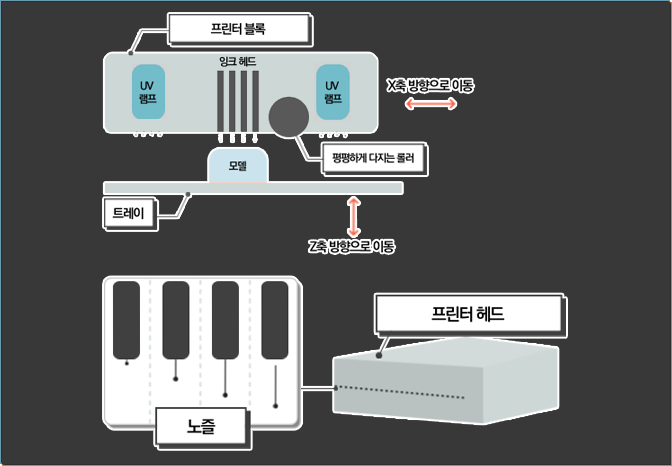 프린터 블록
잉크 헤드
UV
램프
UV
램프
X축 방향으로 이동
평평하게 다지는 롤러
모델
트레이
Z축 방향으로 이동
프린터 헤드
노즐